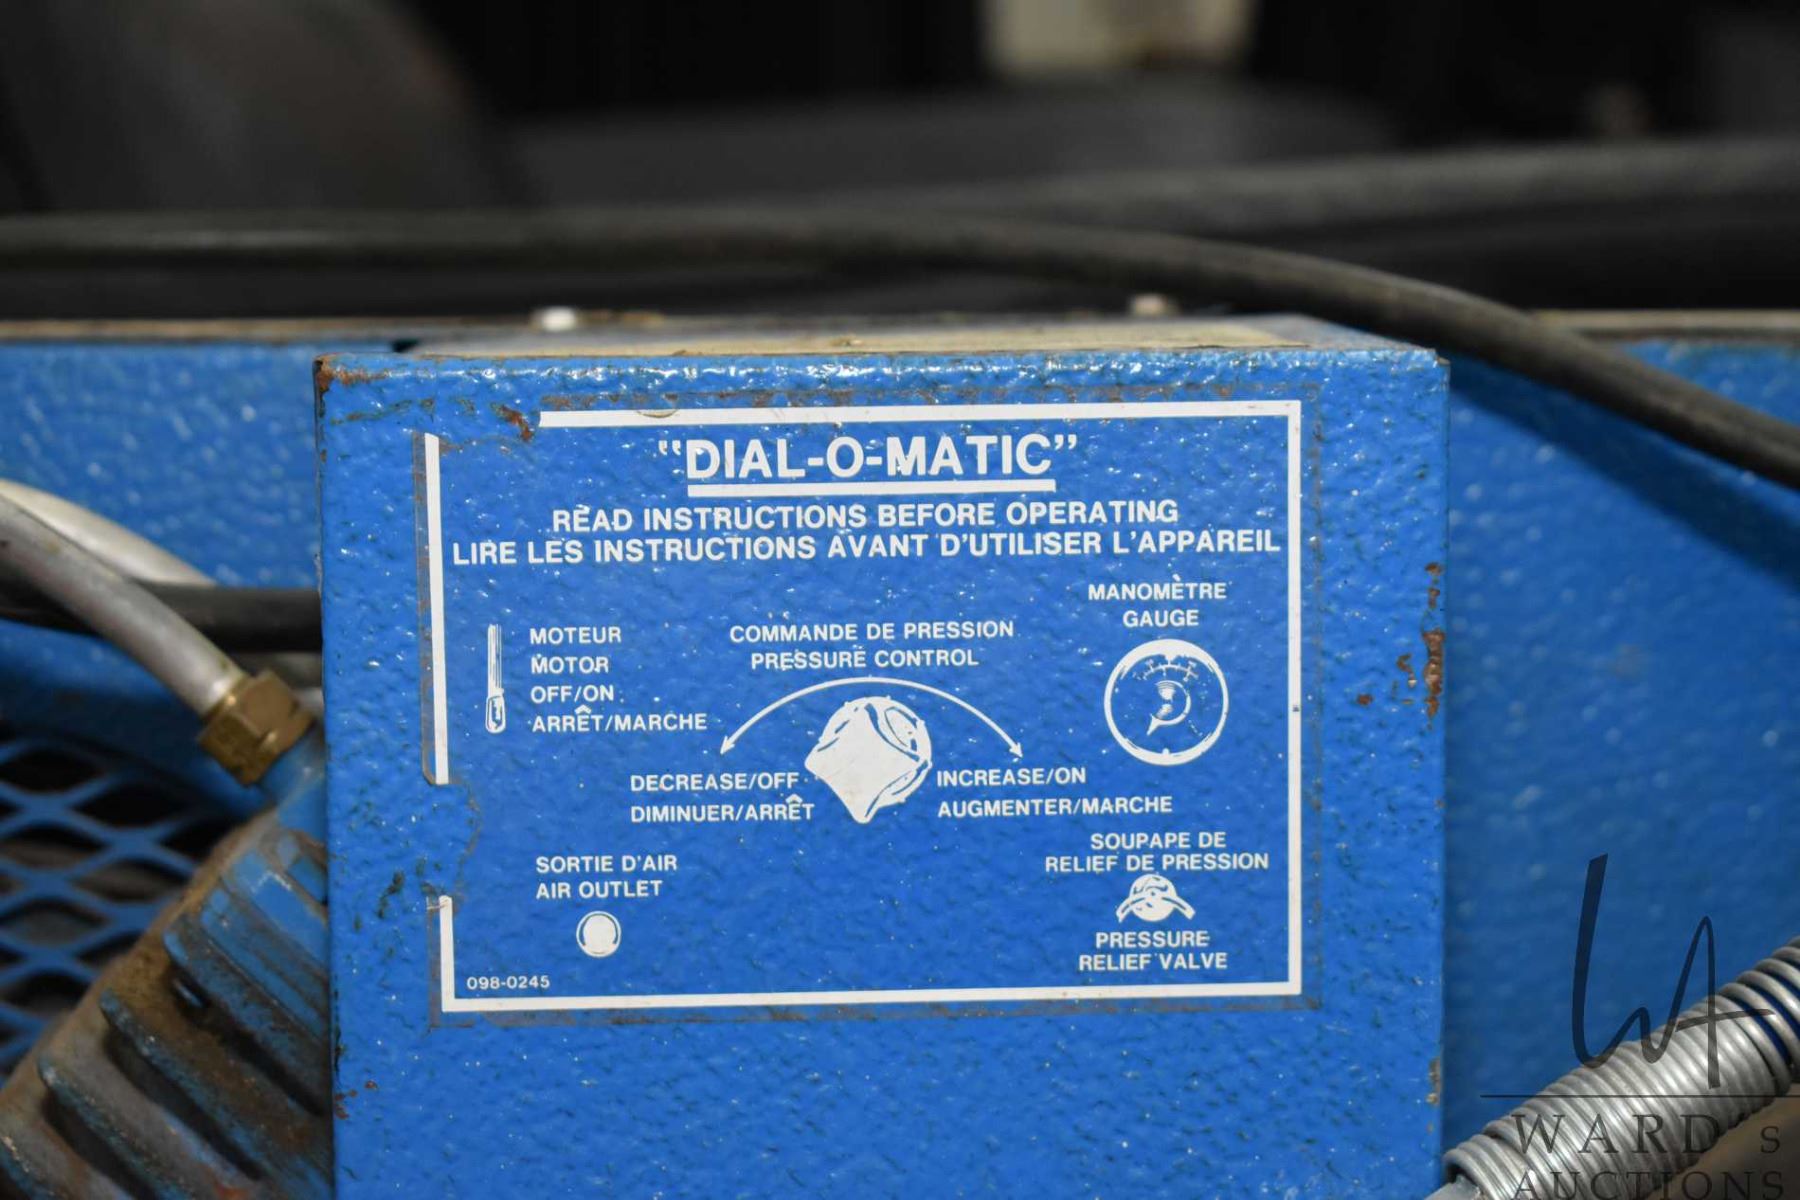 "DIAL-O-MATIC"
READ INSTRUCTIONS BEFORE OPERATING
LIRE LES INSTRUCTIONS AVANT D'UTILISER L'APPAREIL
MOTEUR
MOTOR
OFF/ON
ARRÊT/MARCHE
COMMANDE DE PRESSION
PRESSURE CONTROL
MANOMÈTRE
GAUGE
DECREASE/OFF
DIMINUER/ARRÊT
INCREASE/ON
AUGMENTER/MARCHE
SORTIE D'AIR
AIR OUTLET
SOUPAPE DE
RELIEF DE PRESSION
PRESSURE
RELIEF VALVE
098-0245
WA
WARD's
AUCTIONS